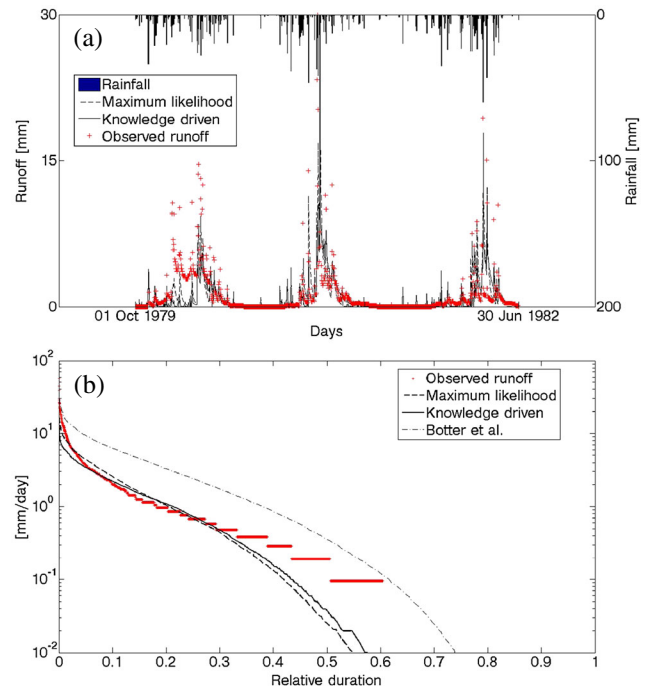 30
0
(a)
Rainfall
Maximum likelihood
Knowledge driven
Observed runoff
Runoff [mm]
15
100
Rainfall [mm]
0
200
01 Oct 1979
30 Jun 1982
Days
10^2
(b)
Observed runoff
Maximum likelihood
Knowledge driven
Botter et al.
10^1
[mm/day]
10^0
10^-1
10^-2
0 0.1 0.2 0.3 0.4 0.5 0.6 0.7 0.8 0.9 1
Relative duration